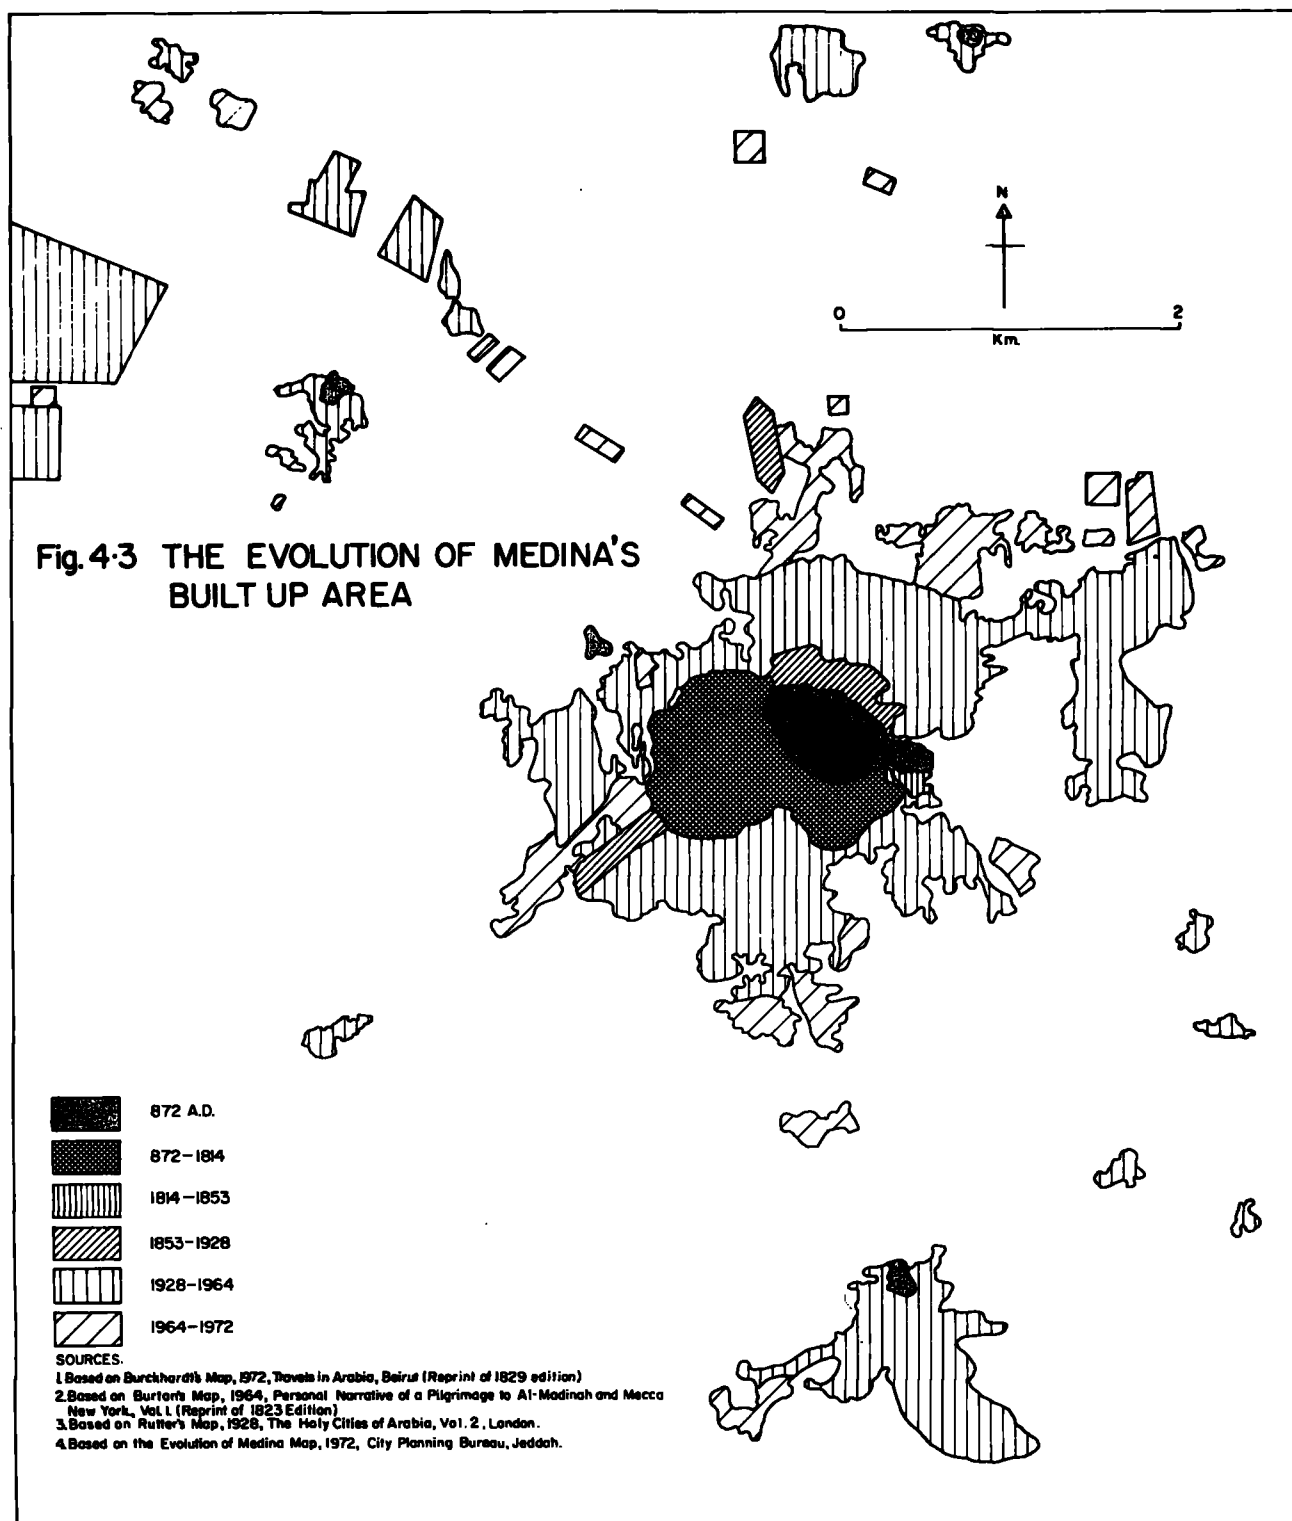 N
0 2
Km.
Fig. 4·3 THE EVOLUTION OF MEDINA'S
BUILT UP AREA
872 A.D.
872–1814
1814–1853
1853–1928
1928–1964
1964–1972
SOURCES.
1. Based on Burckhardt's Map, 1972, Travels in Arabia, Beirut (Reprint of 1829 edition)
2. Based on Burton's Map, 1964, Personal Narrative of a Pilgrimage to Al-Madinah and Mecca
New York, Vol. 1. (Reprint of 1823 Edition)
3. Based on Rutter's Map, 1928, The Holy Cities of Arabia, Vol. 2, London.
4. Based on the Evolution of Medina Map, 1972, City Planning Bureau, Jeddah.